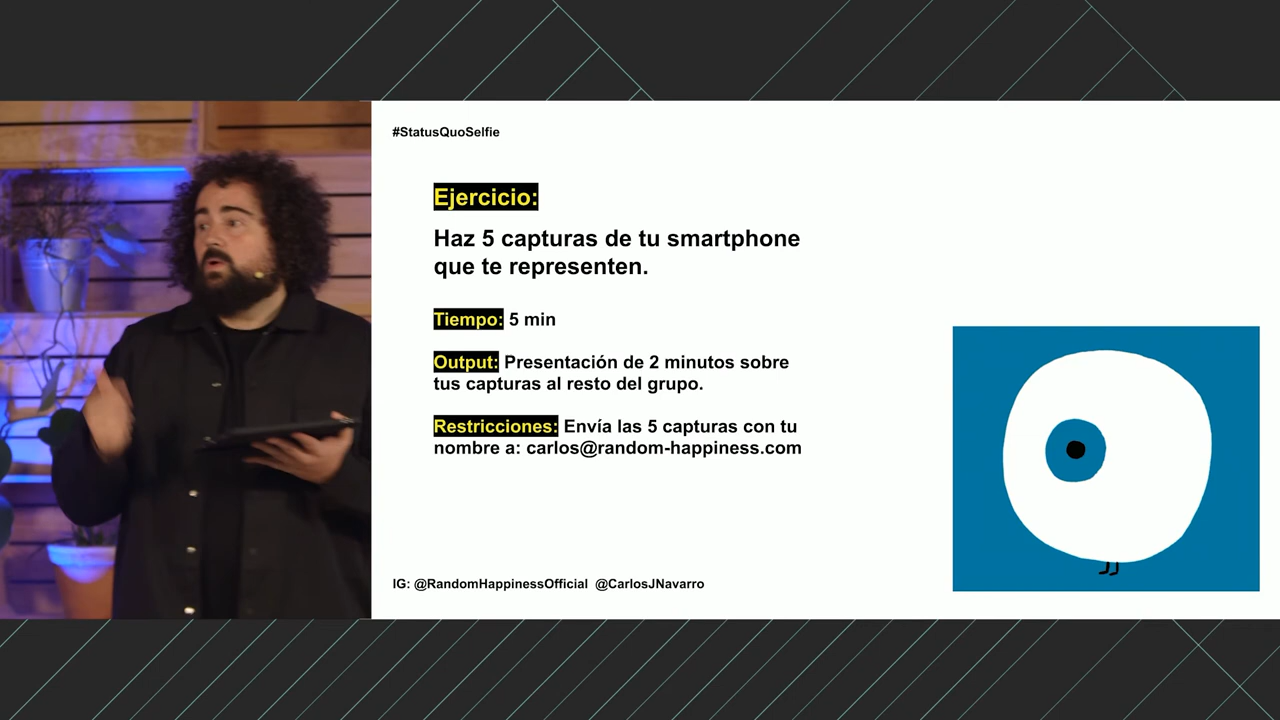 #StatusQuoSelfie
Ejercicio:
Haz 5 capturas de tu smartphone
que te representen.
Tiempo: 5 min
Output: Presentación de 2 minutos sobre
tus capturas al resto del grupo.
Restricciones: Envía las 5 capturas con tu
nombre a: carlos@random-happiness.com
IG: @RandomHappinessOfficial @CarlosJNavarro